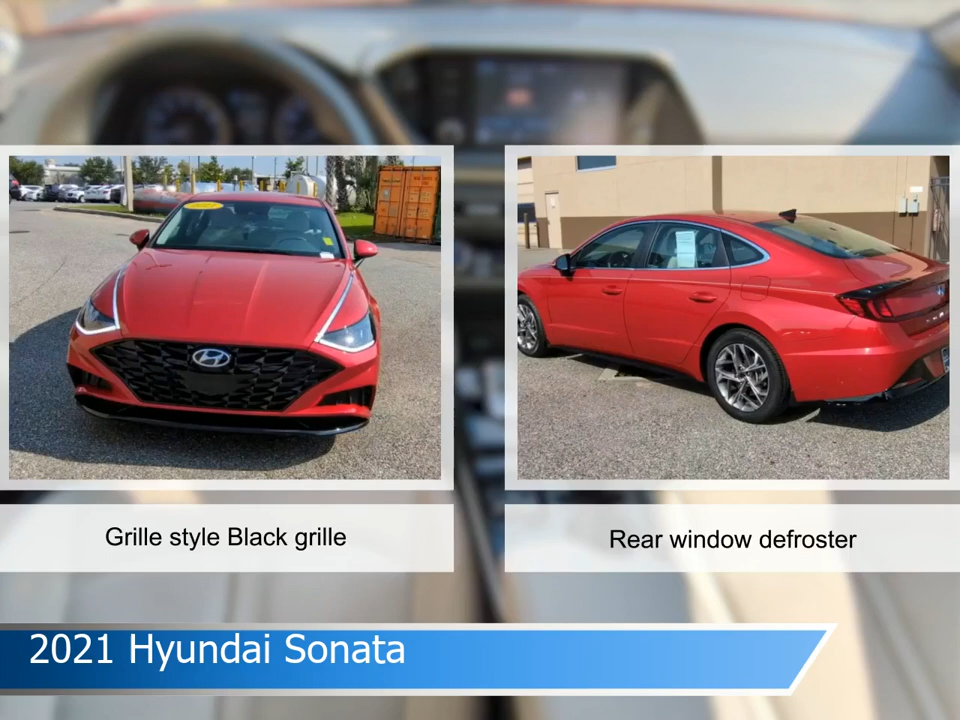 Grille style Black grille
Rear window defroster
2021 Hyundai Sonata